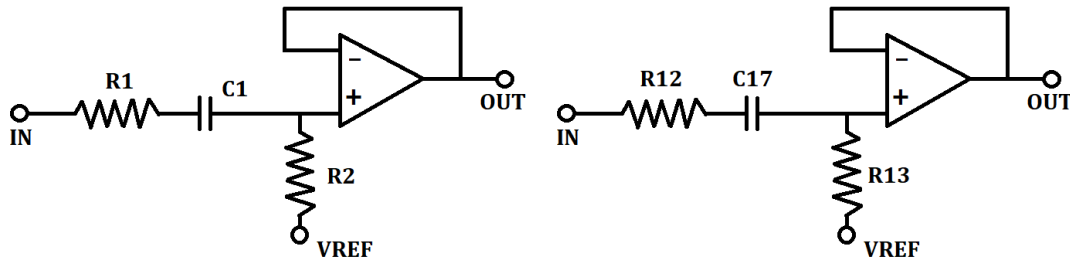 R1
C1
−
+
IN
OUT
R2
VREF
R12
C17
−
+
IN
OUT
R13
VREF